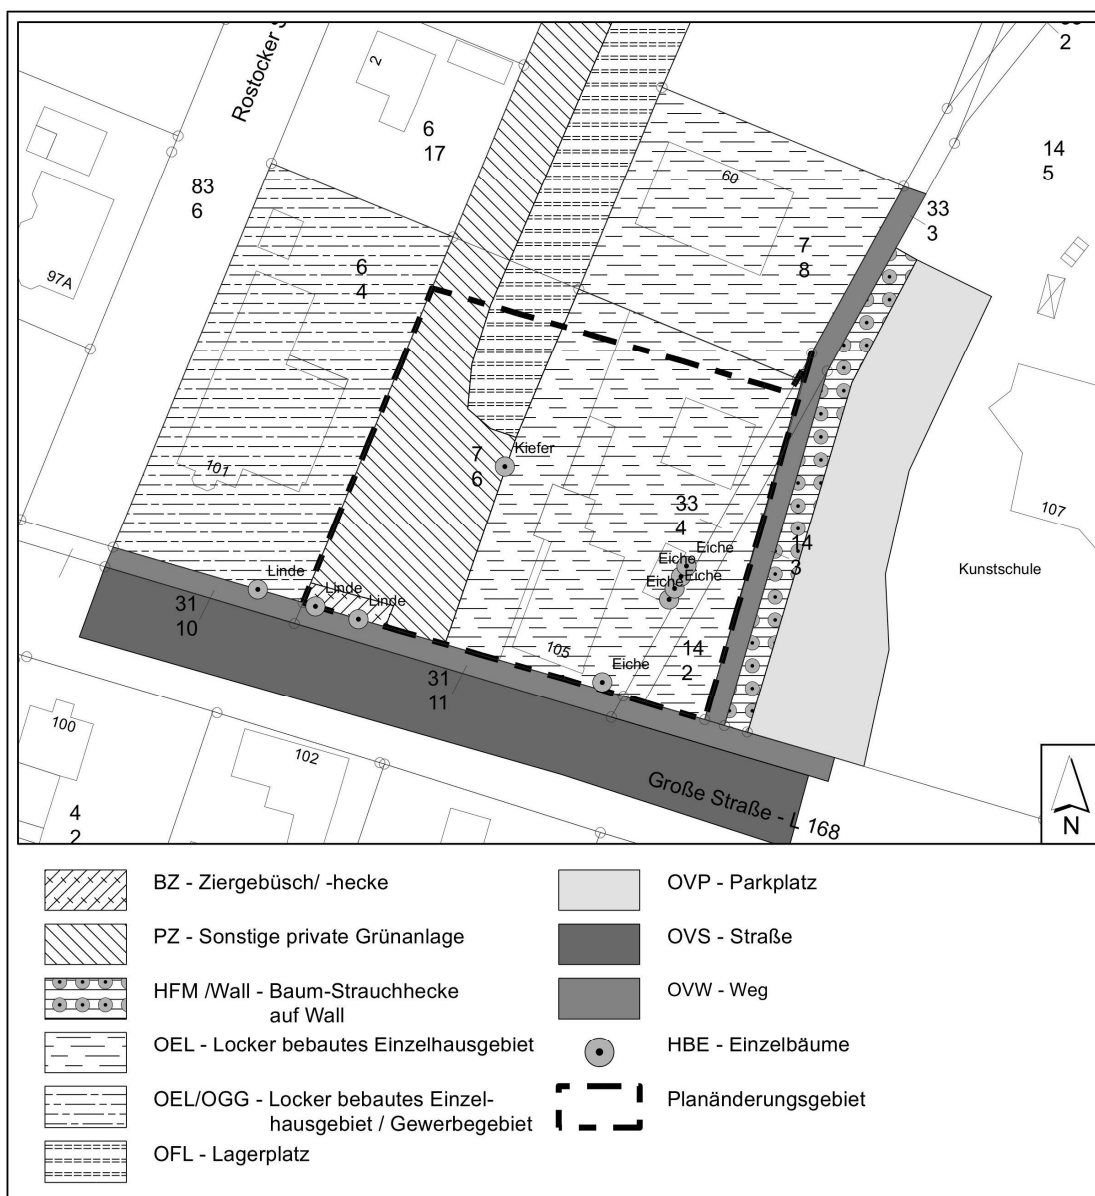 Rostocker
2
2
6
17
14
5
83
6
60
33
3
7
8
97A
6
4
101
7
6
Kiefer
33
4
107
Eiche
Eiche
Eiche
Eiche
14
3
Kunstschule
Linde
Linde
Linde
31
10
105
Eiche
14
2
31
11
100
102
Große Straße - L 168
4
2
N
BZ - Ziergebüsch/ -hecke
PZ - Sonstige private Grünanlage
HFM /Wall - Baum-Strauchhecke
auf Wall
OEL - Locker bebautes Einzelhausgebiet
OEL/OGG - Locker bebautes Einzel-
hausgebiet / Gewerbegebiet
OFL - Lagerplatz
OVP - Parkplatz
OVS - Straße
OVW - Weg
HBE - Einzelbäume
Planänderungsgebiet